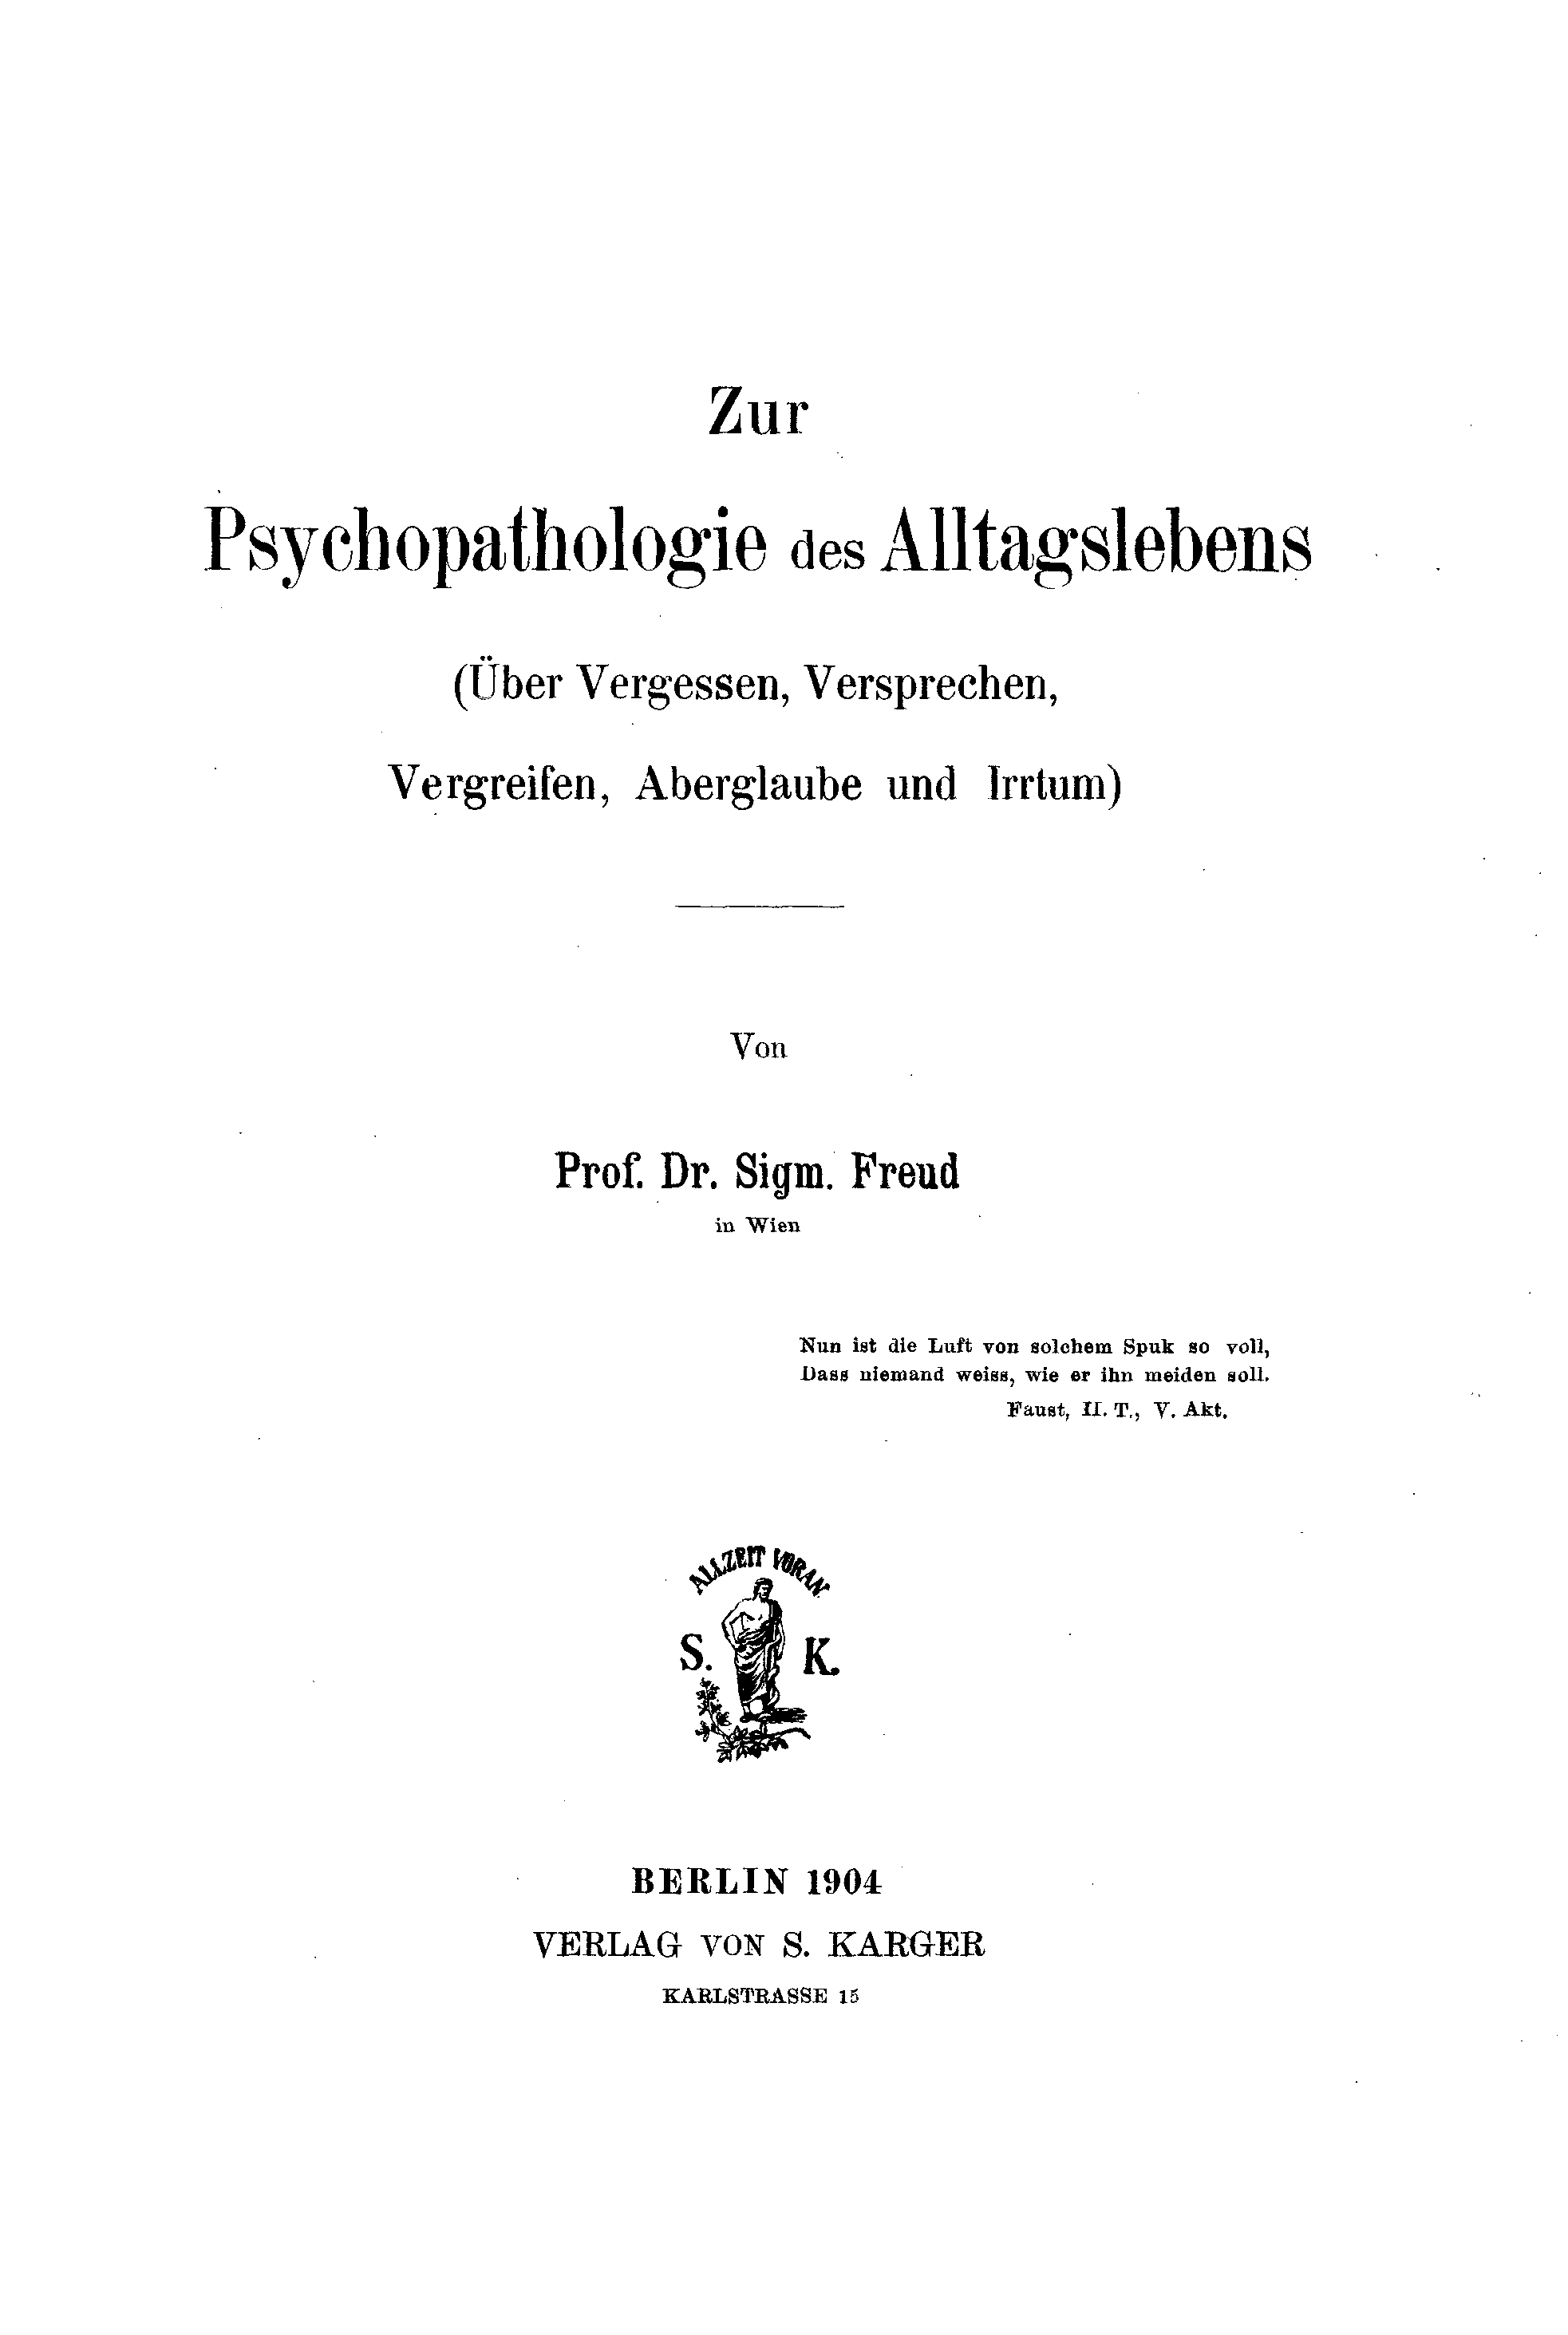 Zur
Psychopathologie des Alltagslebens
(Über Vergessen, Versprechen,
Vergreifen, Aberglaube und Irrtum)
Von
Prof. Dr. Sigm. Freud
in Wien
Nun ist die Luft von solchem Spuk so voll,
Dass niemand weiss, wie er ihn meiden soll.
Faust, II. T., V. Akt.
ALLZEIT VORAN
S. K.
BERLIN 1904
VERLAG VON S. KARGER
KARLSTRASSE 15